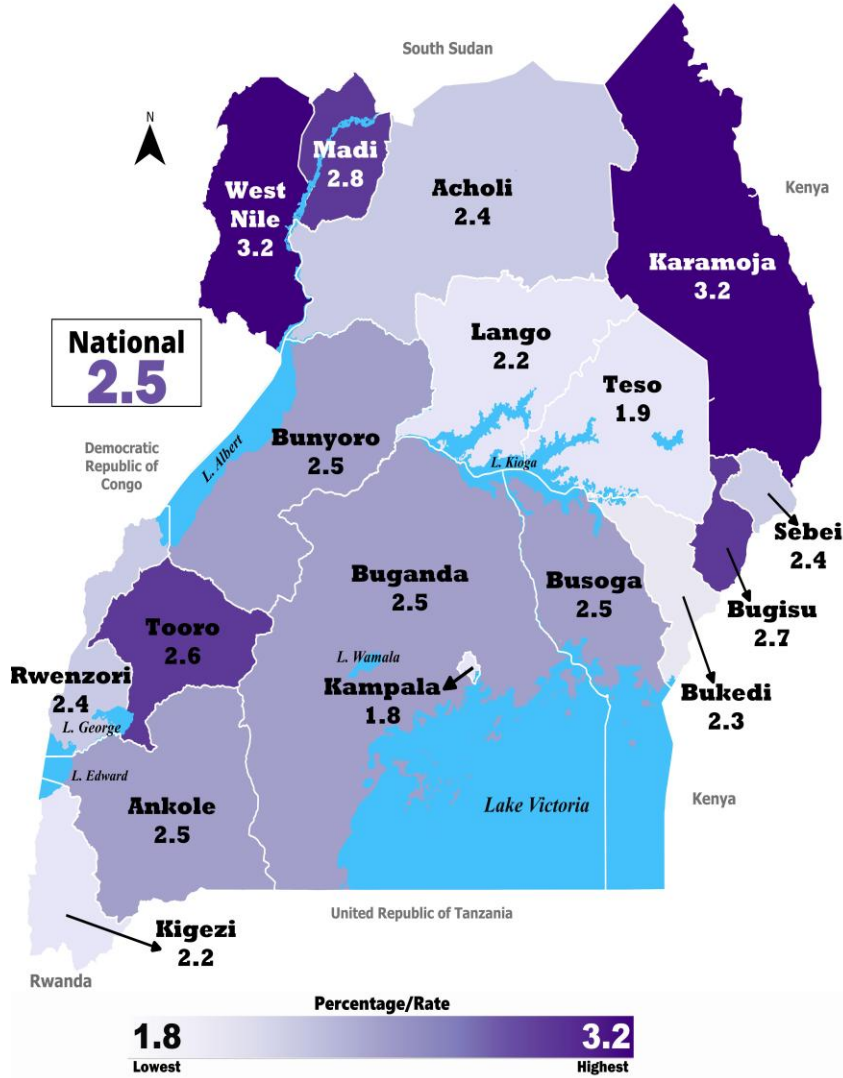 South Sudan
N
Madi
2.8
West
Nile
3.2
Acholi
2.4
Kenya
Karamoja
3.2
National
2.5
Lango
2.2
Teso
1.9
Democratic
Republic of
Congo
L. Albert
Bunyoro
2.5
L. Kioga
Sebei
2.4
Buganda
2.5
Busoga
2.5
Bugisu
2.7
Tooro
2.6
L. Wamala
Kampala
1.8
Rwenzori
2.4
L. George
Bukedi
2.3
L. Edward
Ankole
2.5
Lake Victoria
Kenya
United Republic of Tanzania
Kigezi
2.2
Rwanda
Percentage/Rate
1.8
Lowest
3.2
Highest